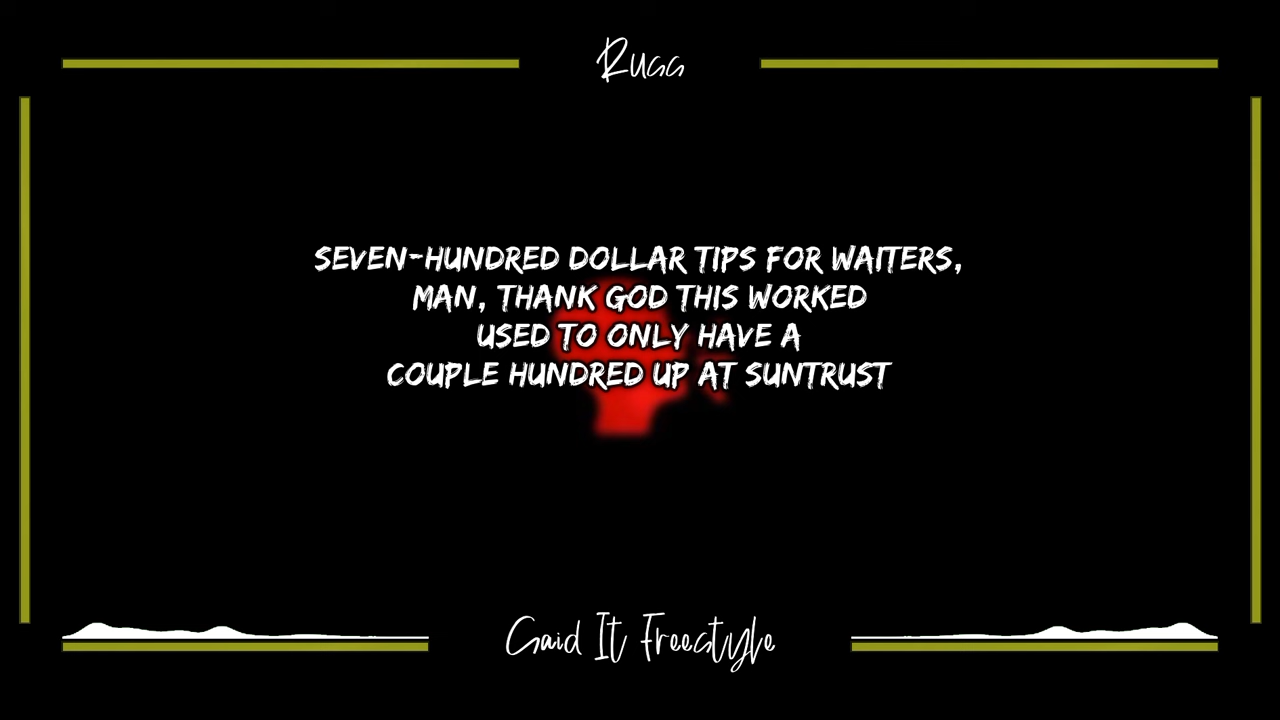 Russ
SEVEN-HUNDRED DOLLAR TIPS FOR WAITERS,
MAN, THANK GOD THIS WORKED
USED TO ONLY HAVE A
COUPLE HUNDRED UP AT SUNTRUST
Said It Freestyle